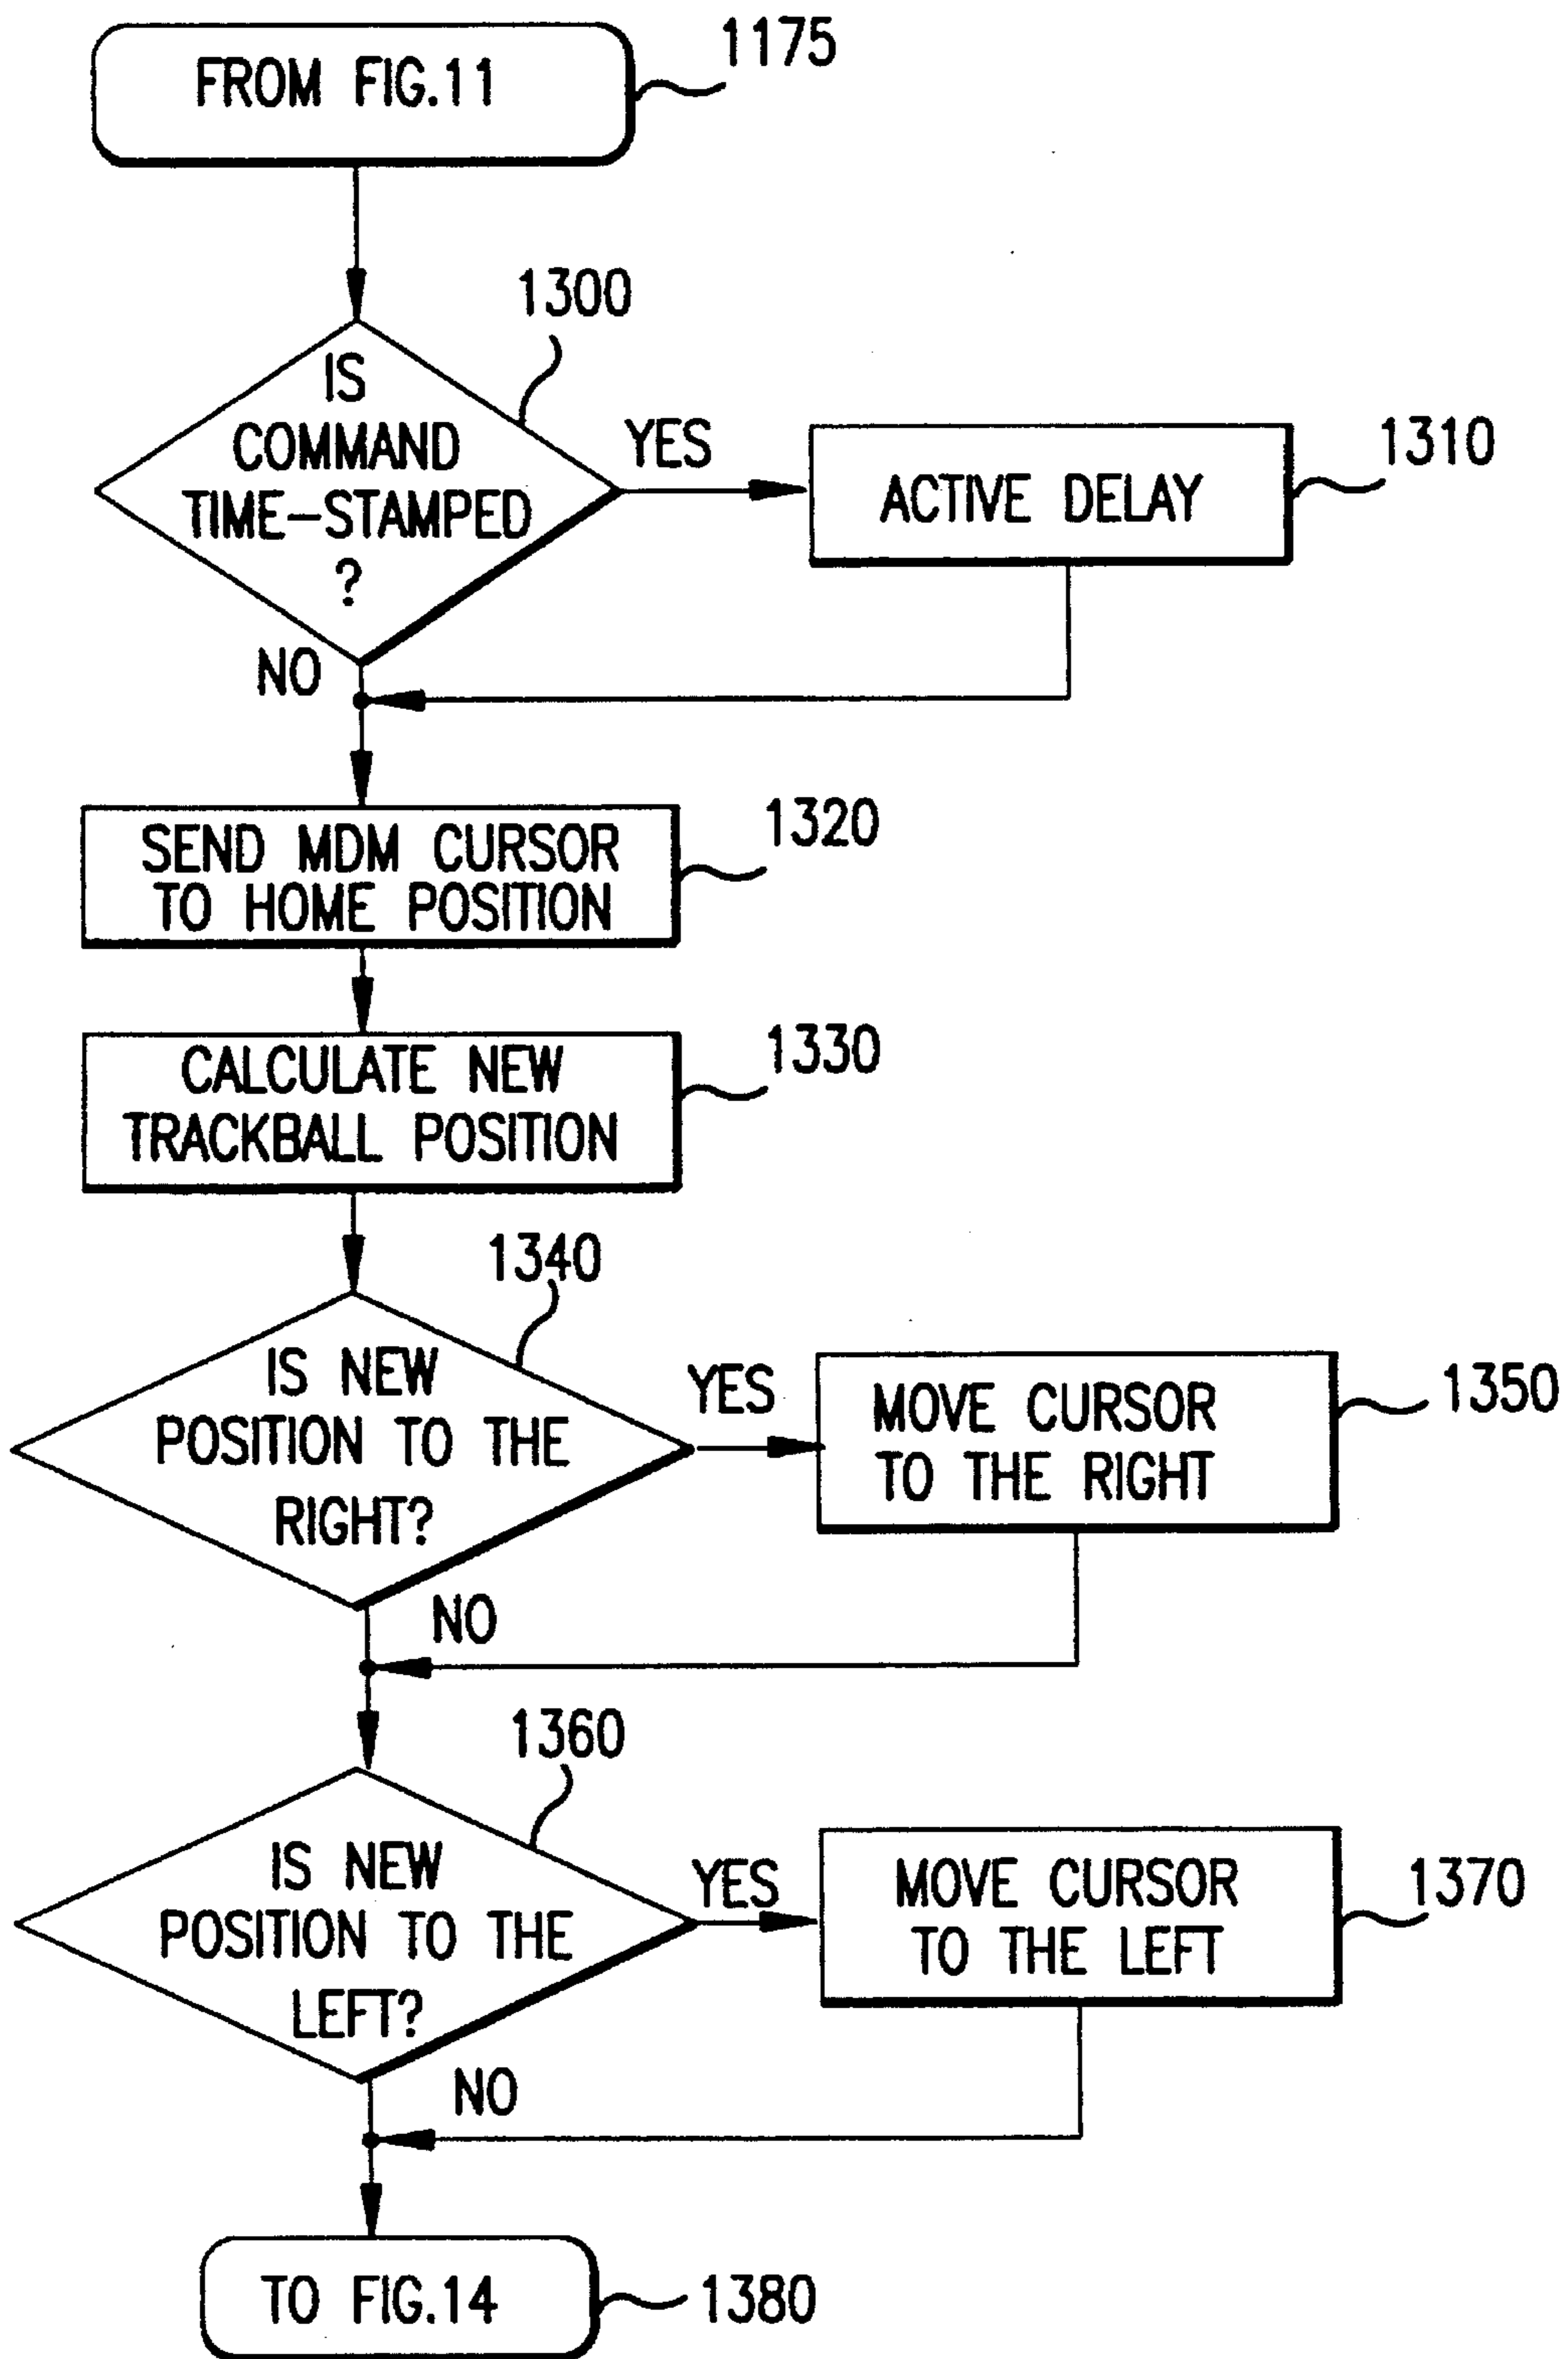 FROM FIG.11
1175
1300
IS
COMMAND
TIME-STAMPED
?
YES
ACTIVE DELAY
1310
NO
SEND MDM CURSOR
TO HOME POSITION
1320
CALCULATE NEW
TRACKBALL POSITION
1330
1340
IS NEW
POSITION TO THE
RIGHT?
YES
MOVE CURSOR
TO THE RIGHT
1350
NO
1360
IS NEW
POSITION TO THE
LEFT?
YES
MOVE CURSOR
TO THE LEFT
1370
NO
TO FIG.14
1380